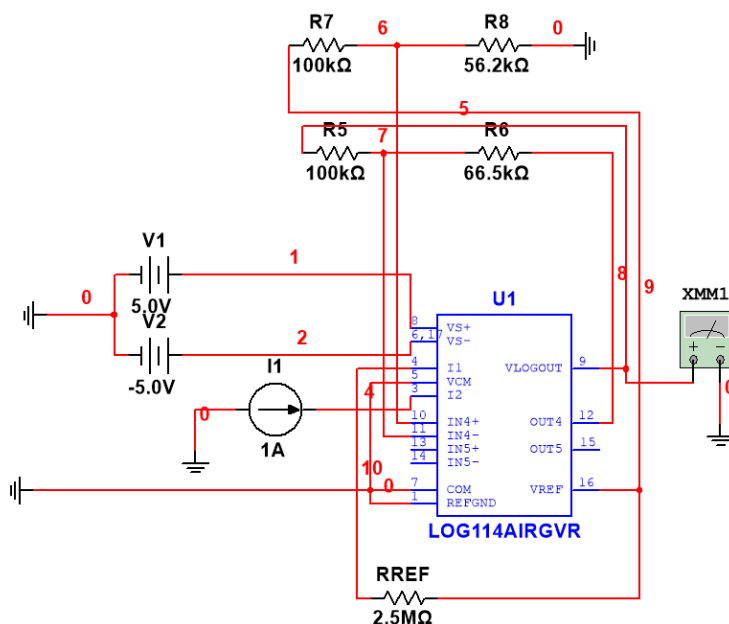 R7 6 R8 0
100kΩ 56.2kΩ
5
R5 7 R6
100kΩ 66.5kΩ
V1
1
0
5.0V
V2
2
-5.0V
8 9
XMM1
U1
I1
4
0
1A
10
0
0
8 VS+
6,17 VS-
4 I1 VLOGOUT 9
5 VCM
3 I2
10 IN4+ OUT4 12
11 IN4-
13 IN5+ OUT5 15
14 IN5-
7 COM VREF 16
1 REFGND
LOG114AIRGVR
RREF
2.5MΩ